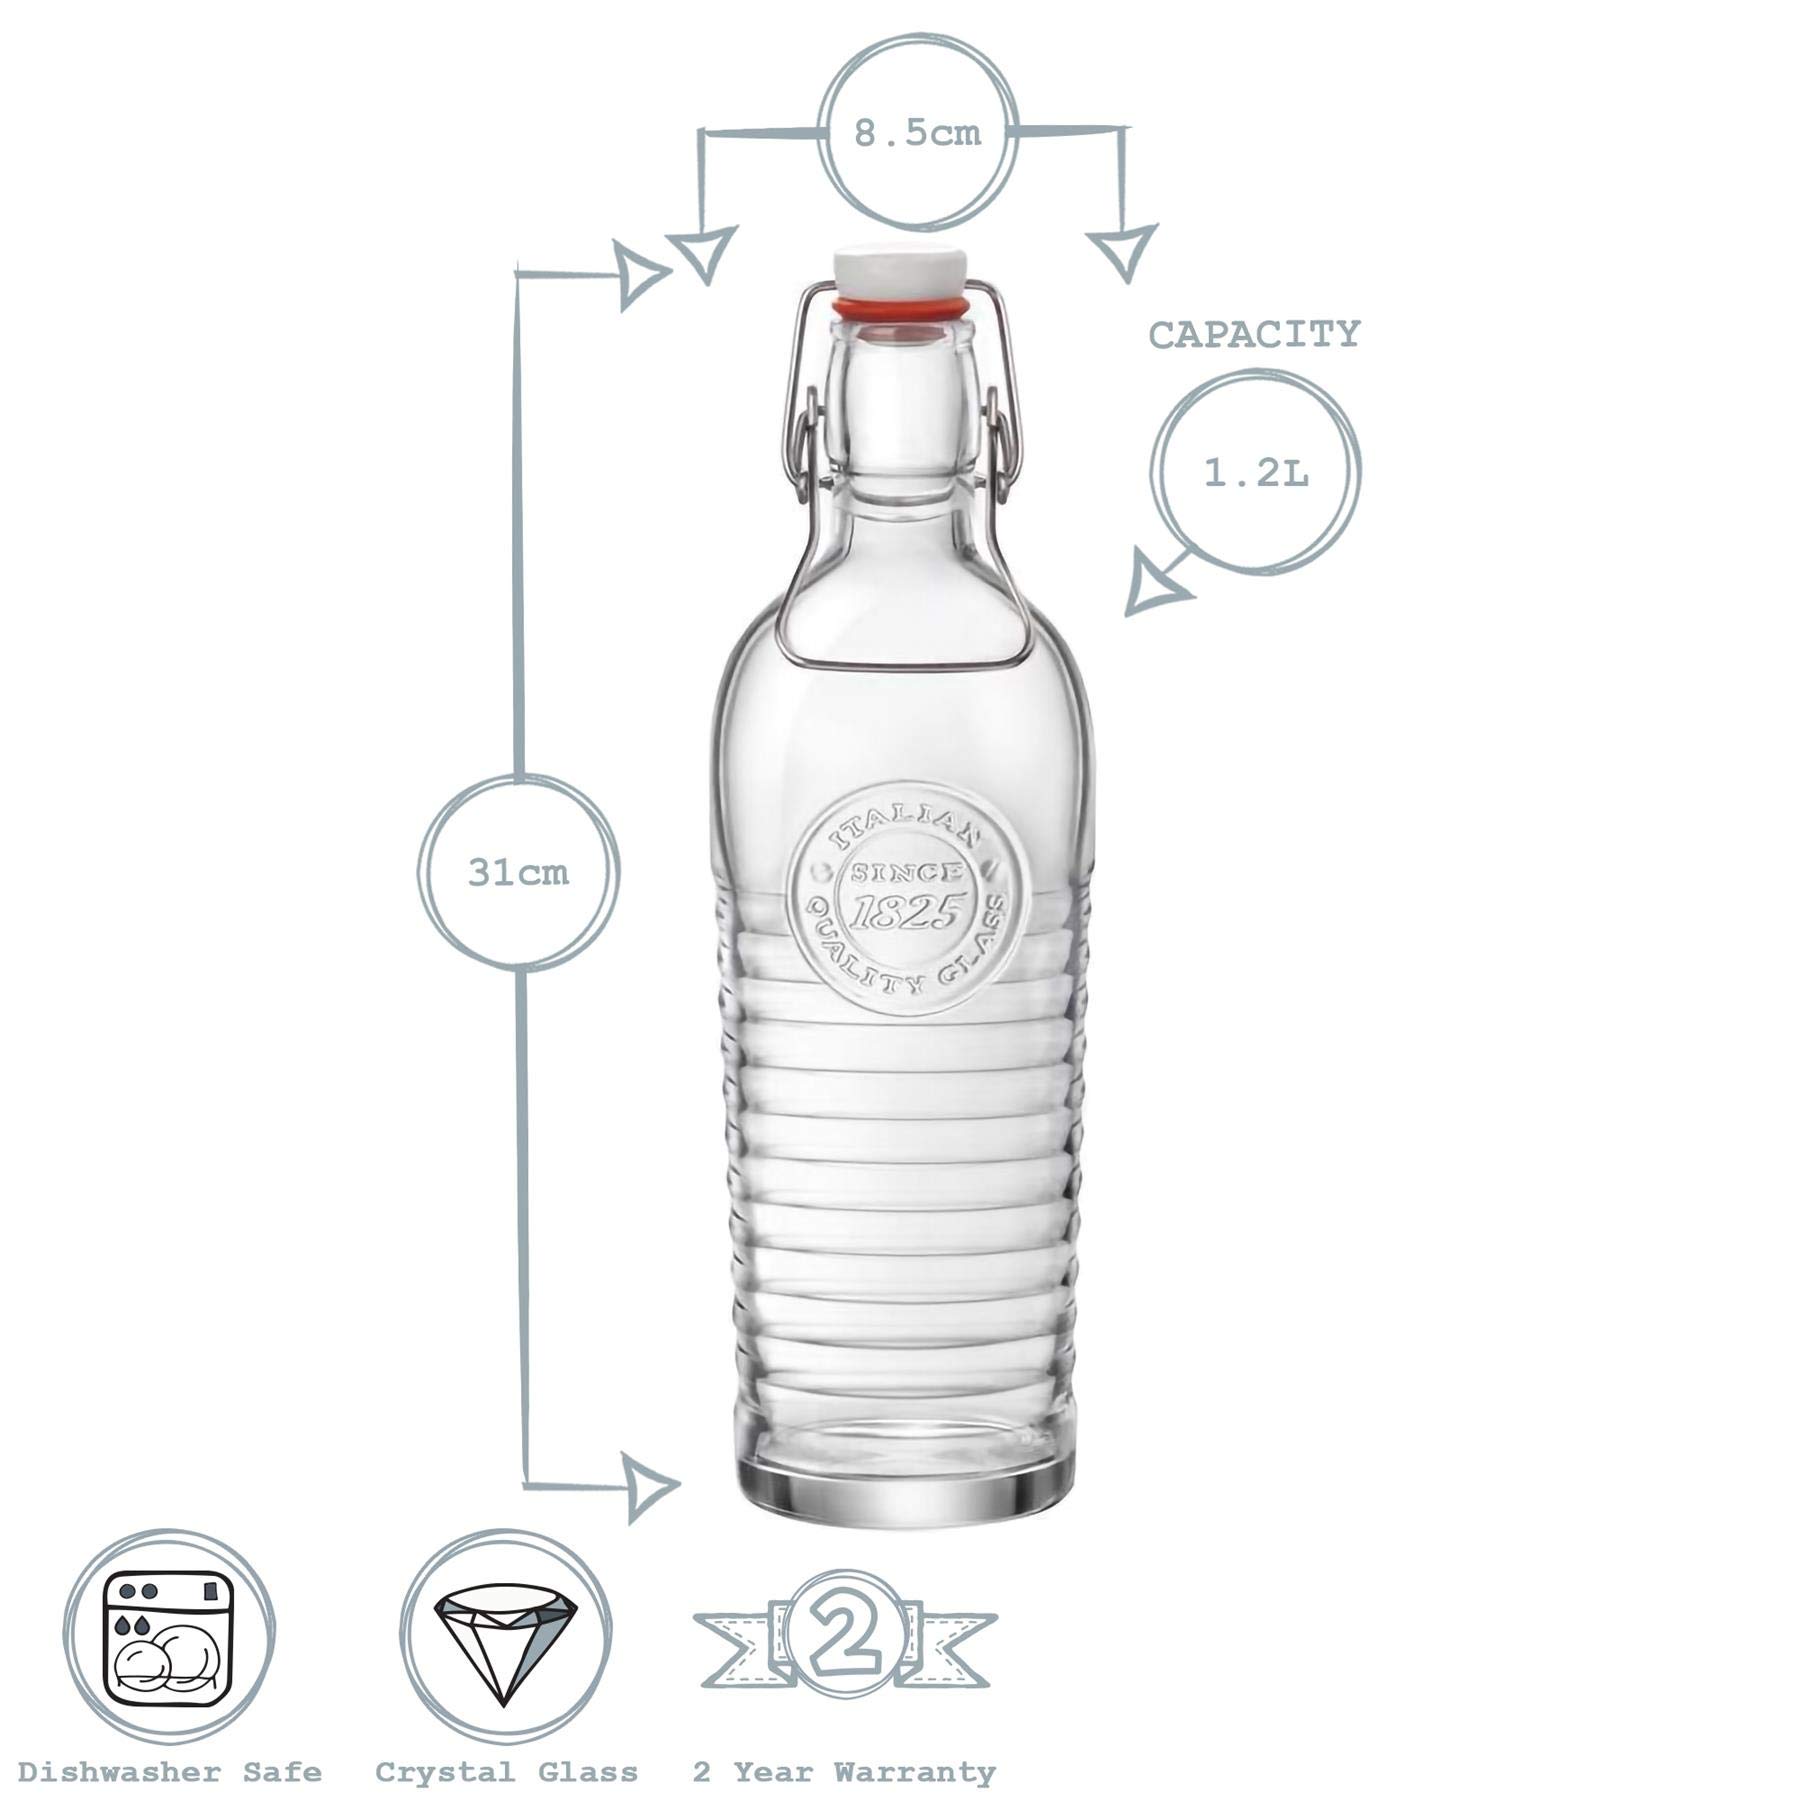 8.5cm
CAPACITY
1.2L
31cm
ITALIAN
SINCE
1825
QUALITY GLASS
2
Dishwasher Safe
Crystal Glass
2 Year Warranty